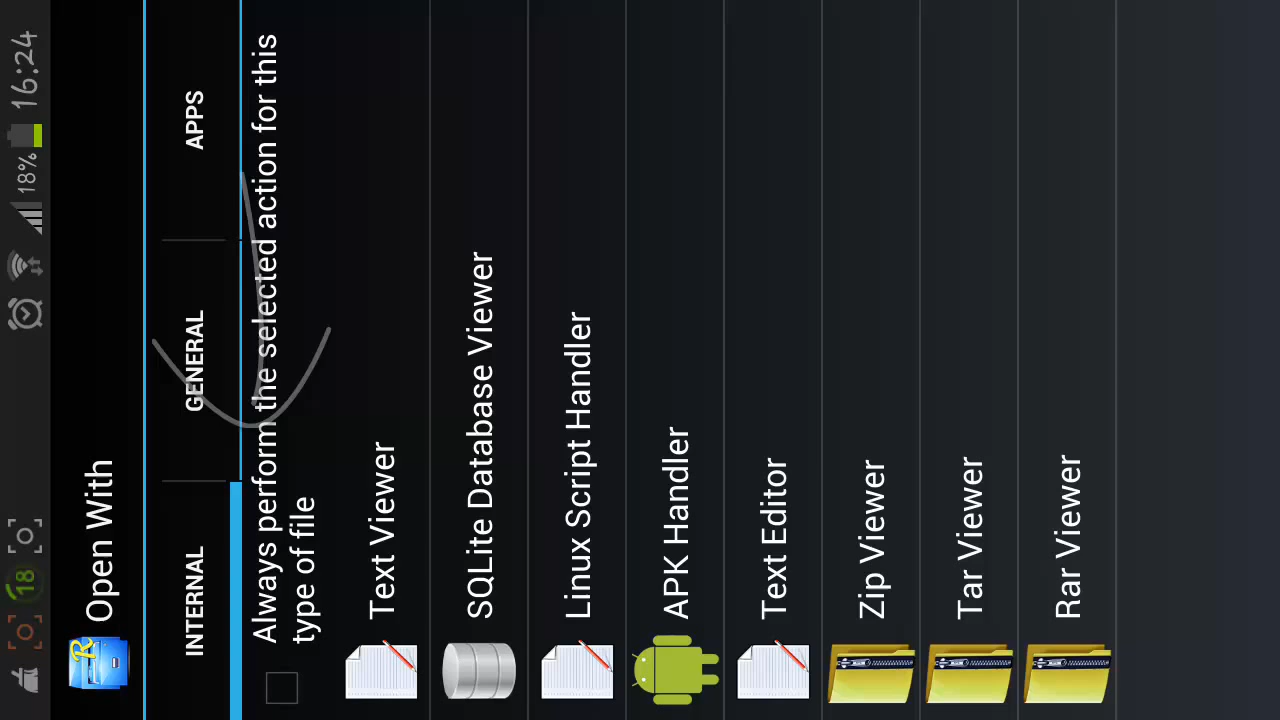 18
18% 16:24
Open With
INTERNAL GENERAL APPS
Always perform the selected action for this
type of file
Text Viewer
SQLite Database Viewer
Linux Script Handler
APK Handler
Text Editor
Zip Viewer
Tar Viewer
Rar Viewer